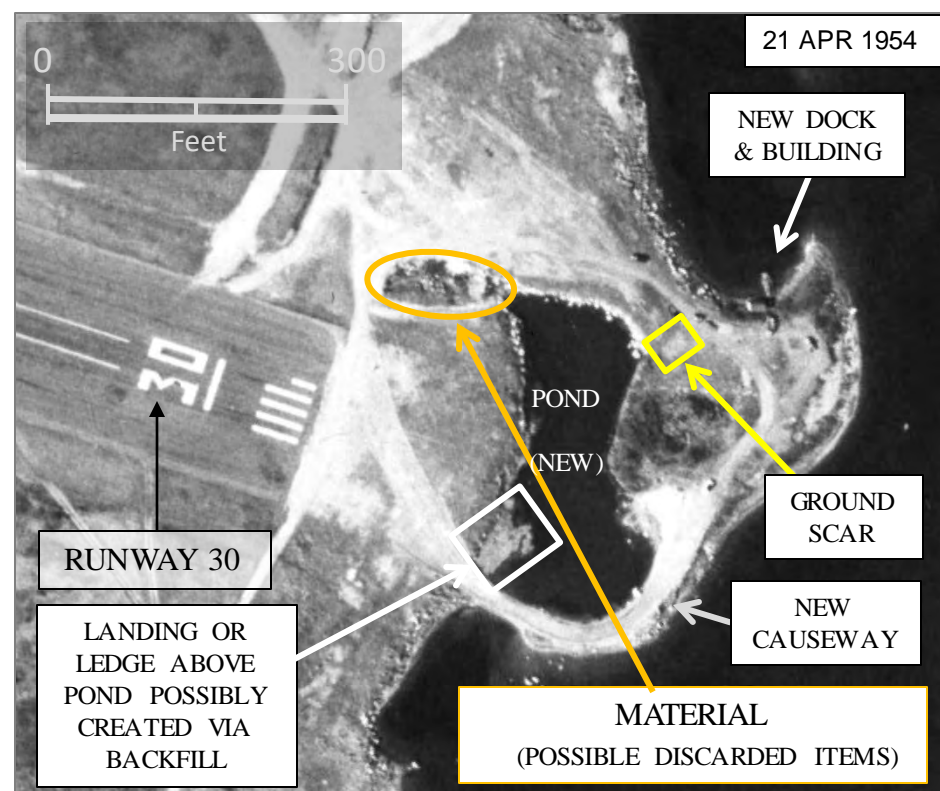 0 300
Feet
21 APR 1954
NEW DOCK
& BUILDING
30
POND
(NEW)
GROUND
SCAR
RUNWAY 30
LANDING OR
LEDGE ABOVE
POND POSSIBLY
CREATED VIA
BACKFILL
NEW
CAUSEWAY
MATERIAL
(POSSIBLE DISCARDED ITEMS)